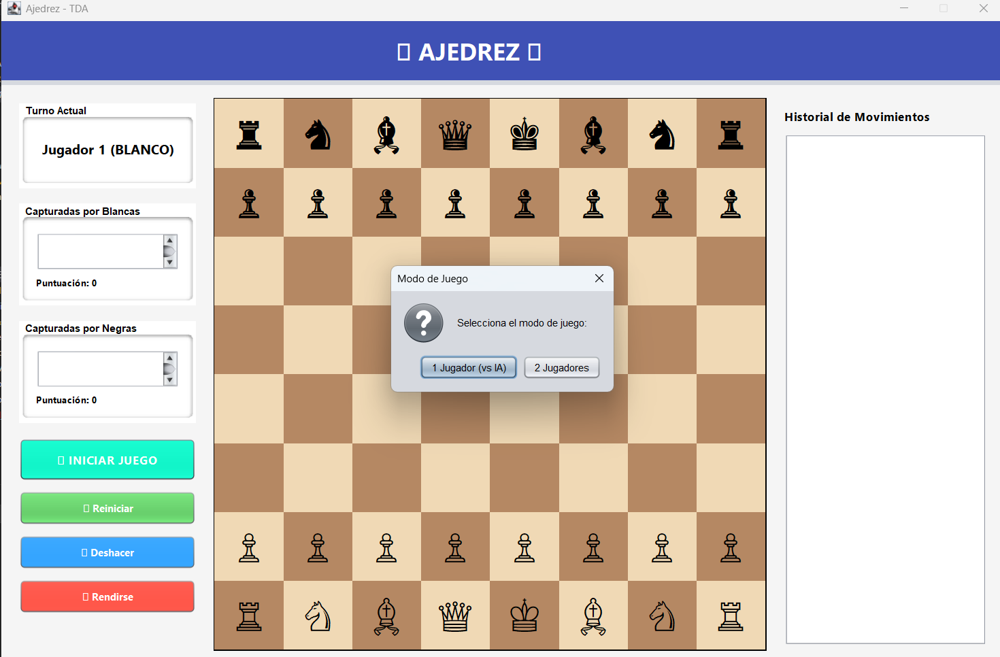 Ajedrez - TDA
AJEDREZ
Turno Actual
Jugador 1 (BLANCO)
Capturadas por Blancas
Puntuación: 0
Capturadas por Negras
Puntuación: 0
INICIAR JUEGO
Reiniciar
Deshacer
Rendirse
Modo de Juego
Selecciona el modo de juego:
1 Jugador (vs IA)
2 Jugadores
Historial de Movimientos